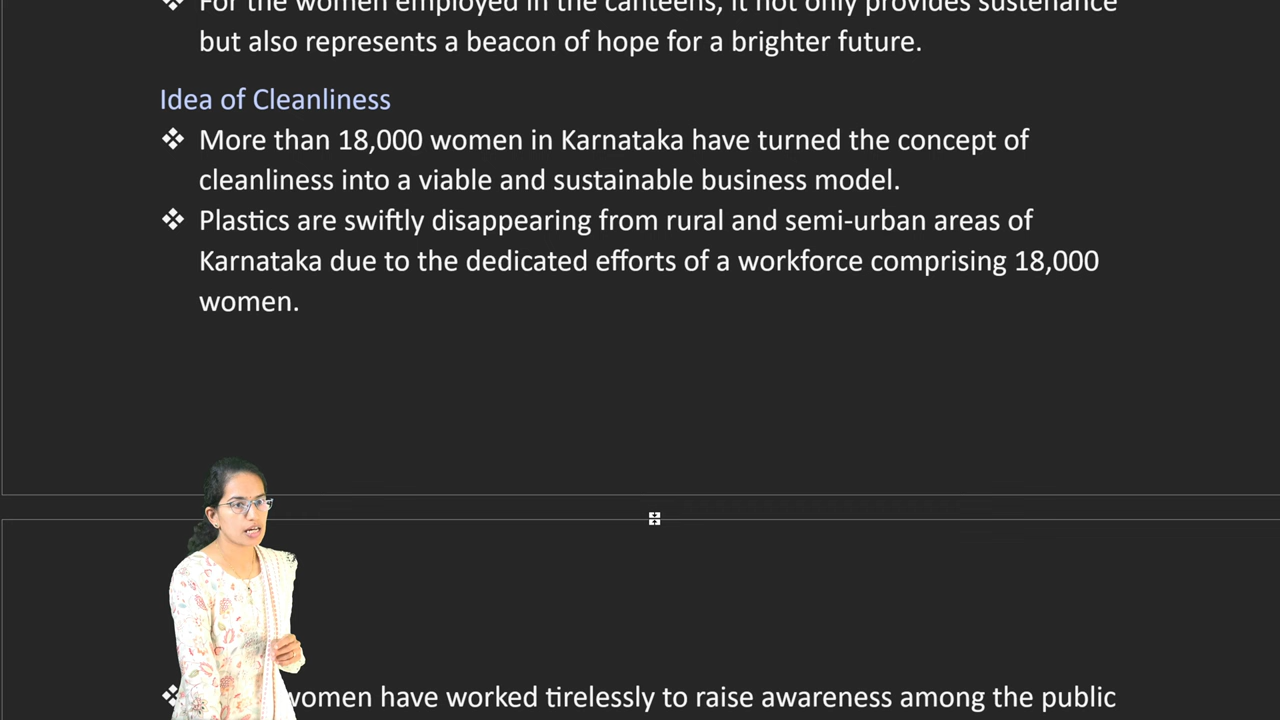 For the women employed in the canteens, it not only provides sustenance
but also represents a beacon of hope for a brighter future.
Idea of Cleanliness
More than 18,000 women in Karnataka have turned the concept of
cleanliness into a viable and sustainable business model.
Plastics are swiftly disappearing from rural and semi-urban areas of
Karnataka due to the dedicated efforts of a workforce comprising 18,000
women.
women have worked tirelessly to raise awareness among the public